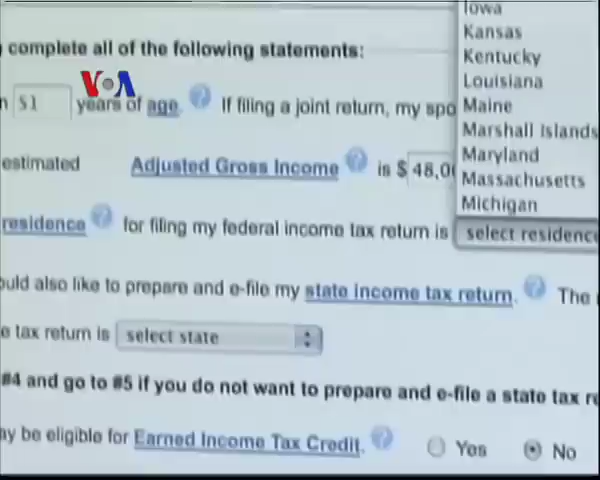 Iowa
Kansas
complete all of the following statements:
Kentucky
VOA
Louisiana
51 years of age. ? If filing a joint return, my spo
Maine
Marshall Islands
estimated Adjusted Gross Income ? is $ 48,0
Maryland
Massachusetts
Michigan
residence ? for filing my federal income tax return is select residence
ould also like to prepare and e-file my state income tax return. ? The
e tax return is select state
#4 and go to #5 if you do not want to prepare and e-file a state tax re
ay be eligible for Earned Income Tax Credit. ? Yes No